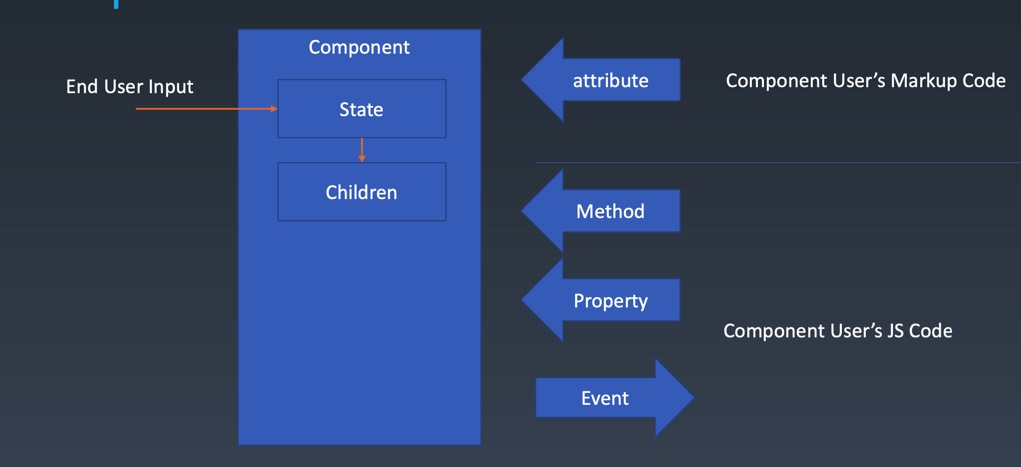 Component
End User Input
State
Children
attribute
Component User's Markup Code
Method
Property
Component User's JS Code
Event